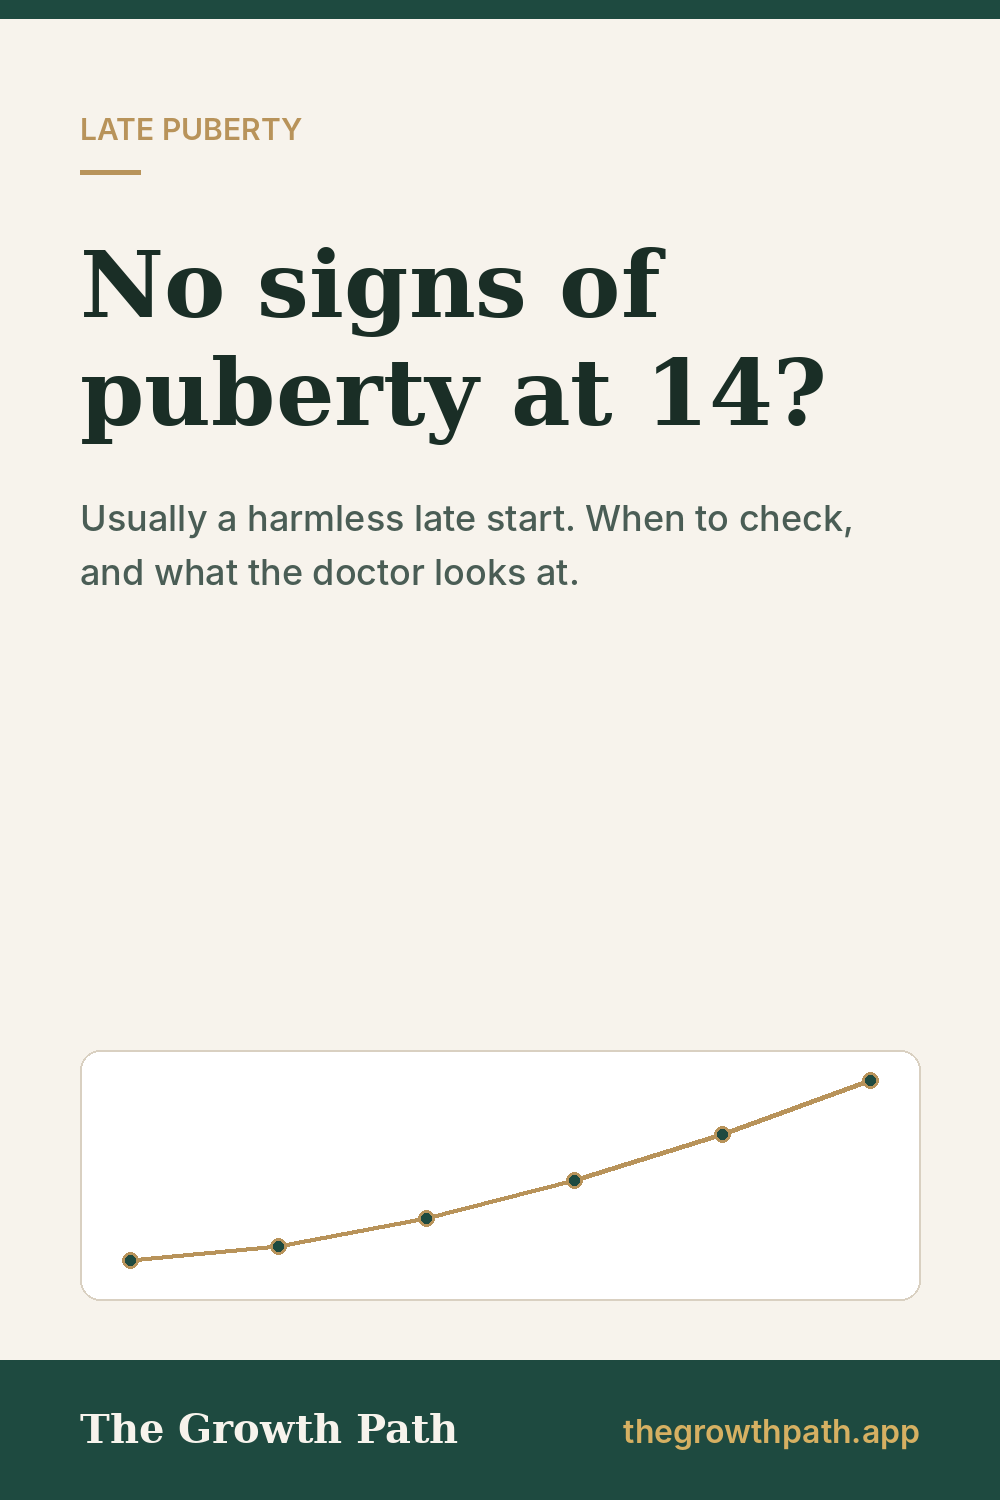 LATE PUBERTY
No signs of
puberty at 14?
Usually a harmless late start. When to check,
and what the doctor looks at.
The Growth Path
thegrowthpath.app